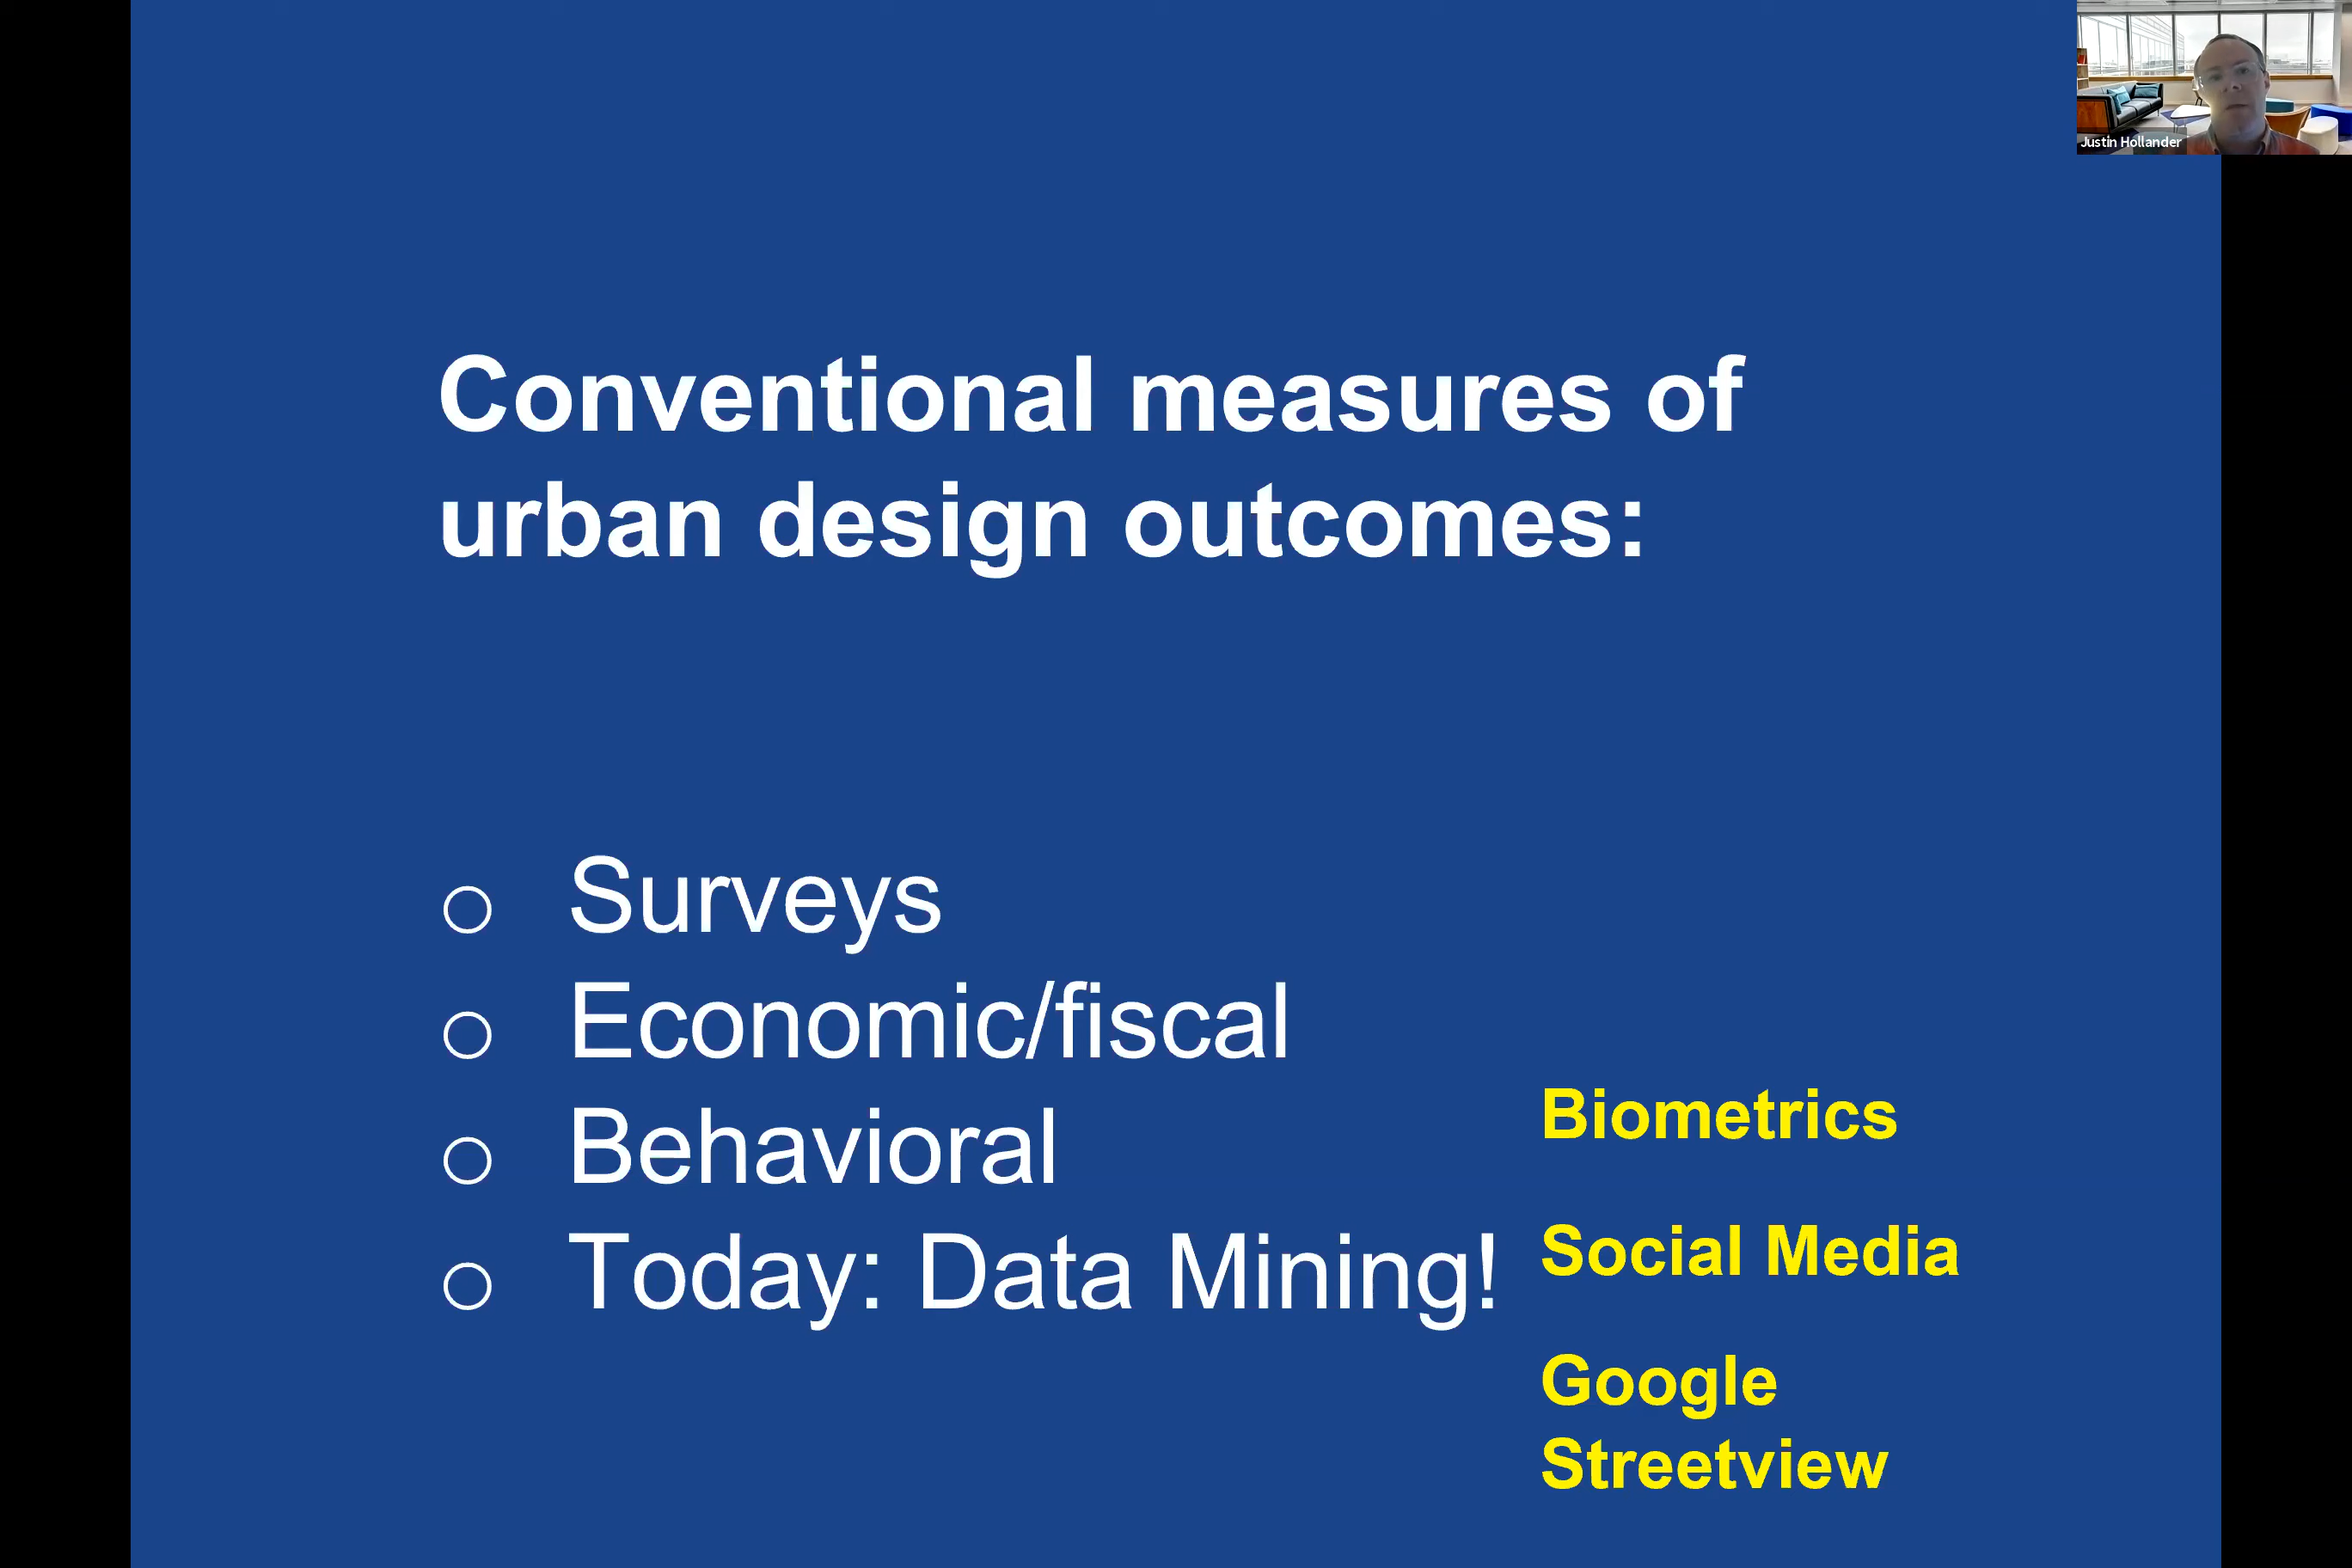 Justin Hollander
Conventional measures of
urban design outcomes:
○ Surveys
○ Economic/fiscal
○ Behavioral
○ Today: Data Mining!
Biometrics
Social Media
Google
Streetview